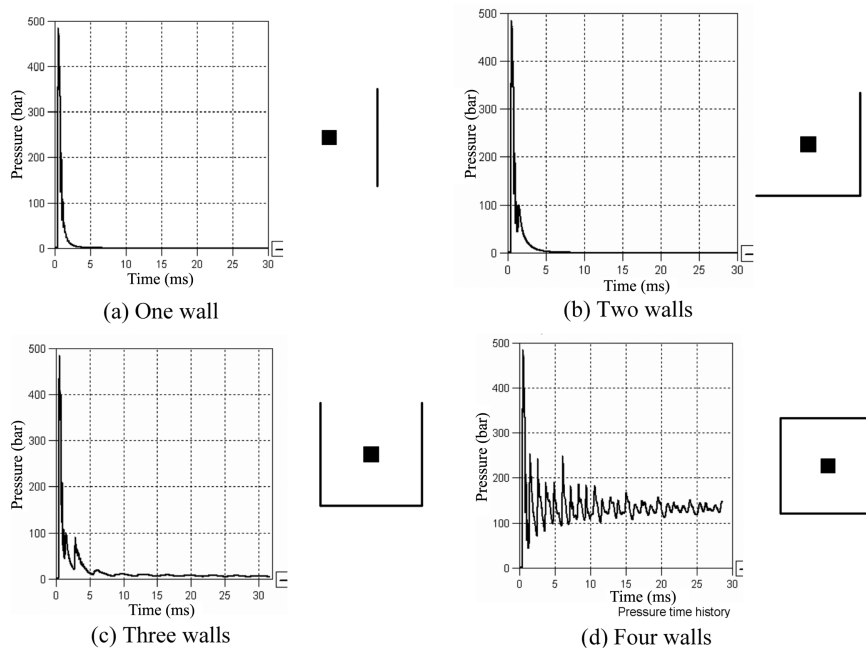 500
400
300
200
100
0
Pressure (bar)
0 5 10 15 20 25 30
Time (ms)
(a) One wall
500
400
300
200
100
0
Pressure (bar)
0 5 10 15 20 25 30
Time (ms)
(b) Two walls
500
400
300
200
100
0
Pressure (bar)
0 5 10 15 20 25 30
Time (ms)
(c) Three walls
500
400
300
200
100
0
Pressure (bar)
0 5 10 15 20 25 30
Time (ms)
Pressure time history
(d) Four walls